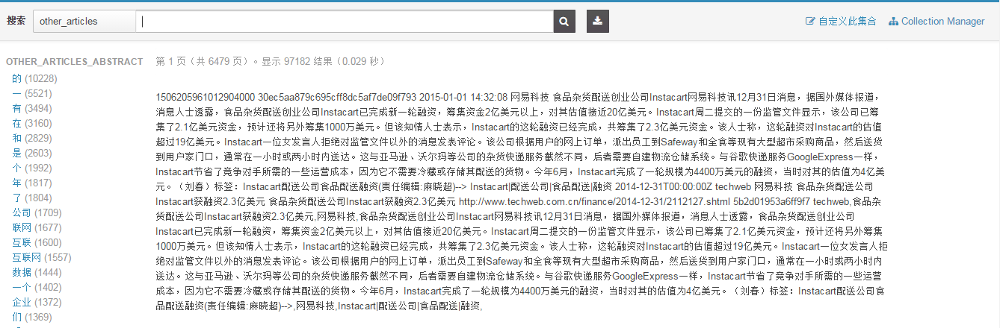 搜索 other_articles 自定义此集合 Collection Manager
OTHER_ARTICLES_ABSTRACT
的 (10228)
一 (5521)
有 (3494)
在 (3160)
和 (2829)
是 (2603)
个 (1992)
年 (1817)
了 (1804)
公司 (1709)
联网 (1677)
互联 (1600)
互联网 (1557)
数据 (1444)
一个 (1402)
企业 (1372)
们 (1369)
第 1 页（共 6479 页）。显示 97182 结果（0.029 秒）
1506205961012904000 30ec5aa879c695cff8dc5af7de09f793 2015-01-01 14:32:08 网易科技 食品杂货配送创业公司Instacart网易科技讯12月31日消息，据国外媒体报道，
消息人士透露，食品杂货配送创业公司Instacart已完成新一轮融资，筹集资金2亿美元以上，对其估值接近20亿美元。Instacart周二提交的一份监管文件显示，该公司已筹
集了2.1亿美元资金，预计还将另外筹集1000万美元。但该知情人士表示，Instacart的这轮融资已经完成，共筹集了2.3亿美元资金。该人士称，这轮融资对Instacart的估值
超过19亿美元。Instacart一位女发言人拒绝对监管文件以外的消息发表评论。该公司根据用户的网上订单，派出员工到Safeway和全食等现有大型超市采购商品，然后送货
到用户家门口，通常在一小时或两小时内送达。这与亚马逊、沃尔玛等公司的杂货快递服务截然不同，后者需要自建物流仓储系统。与谷歌快递服务GoogleExpress一样，
Instacart节省了竞争对手所需的一些运营成本，因为它不需要冷藏或存储其配送的货物。今年6月，Instacart完成了一轮规模为4400万美元的融资，当时对其的估值为4亿美
元。（刘春）标签：Instacart配送公司食品配送融资(责任编辑:麻晓超)--> Instacart|配送公司|食品配送|融资 2014-12-31T00:00:00Z techweb 网易科技 食品杂货配送公司
Instacart获融资2.3亿美元 食品杂货配送公司Instacart获融资2.3亿美元 http://www.techweb.com.cn/finance/2014-12-31/2112127.shtml 5b2d01953a6ff9f7 techweb,食品杂
货配送公司Instacart获融资2.3亿美元,网易科技,食品杂货配送创业公司Instacart网易科技讯12月31日消息，据国外媒体报道，消息人士透露，食品杂货配送创业公司
Instacart已完成新一轮融资，筹集资金2亿美元以上，对其估值接近20亿美元。Instacart周二提交的一份监管文件显示，该公司已筹集了2.1亿美元资金，预计还将另外筹集
1000万美元。但该知情人士表示，Instacart的这轮融资已经完成，共筹集了2.3亿美元资金。该人士称，这轮融资对Instacart的估值超过19亿美元。Instacart一位女发言人拒
绝对监管文件以外的消息发表评论。该公司根据用户的网上订单，派出员工到Safeway和全食等现有大型超市采购商品，然后送货到用户家门口，通常在一小时或两小时内
送达。这与亚马逊、沃尔玛等公司的杂货快递服务截然不同，后者需要自建物流仓储系统。与谷歌快递服务GoogleExpress一样，Instacart节省了竞争对手所需的一些运营
成本，因为它不需要冷藏或存储其配送的货物。今年6月，Instacart完成了一轮规模为4400万美元的融资，当时对其的估值为4亿美元。（刘春）标签：Instacart配送公司食
品配送融资(责任编辑:麻晓超)-->,网易科技,Instacart|配送公司|食品配送|融资,